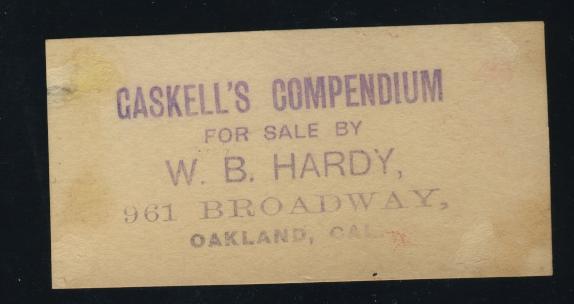 GASKELL'S COMPENDIUM
FOR SALE BY
W. B. HARDY,
961 BROADWAY,
OAKLAND, CAL.